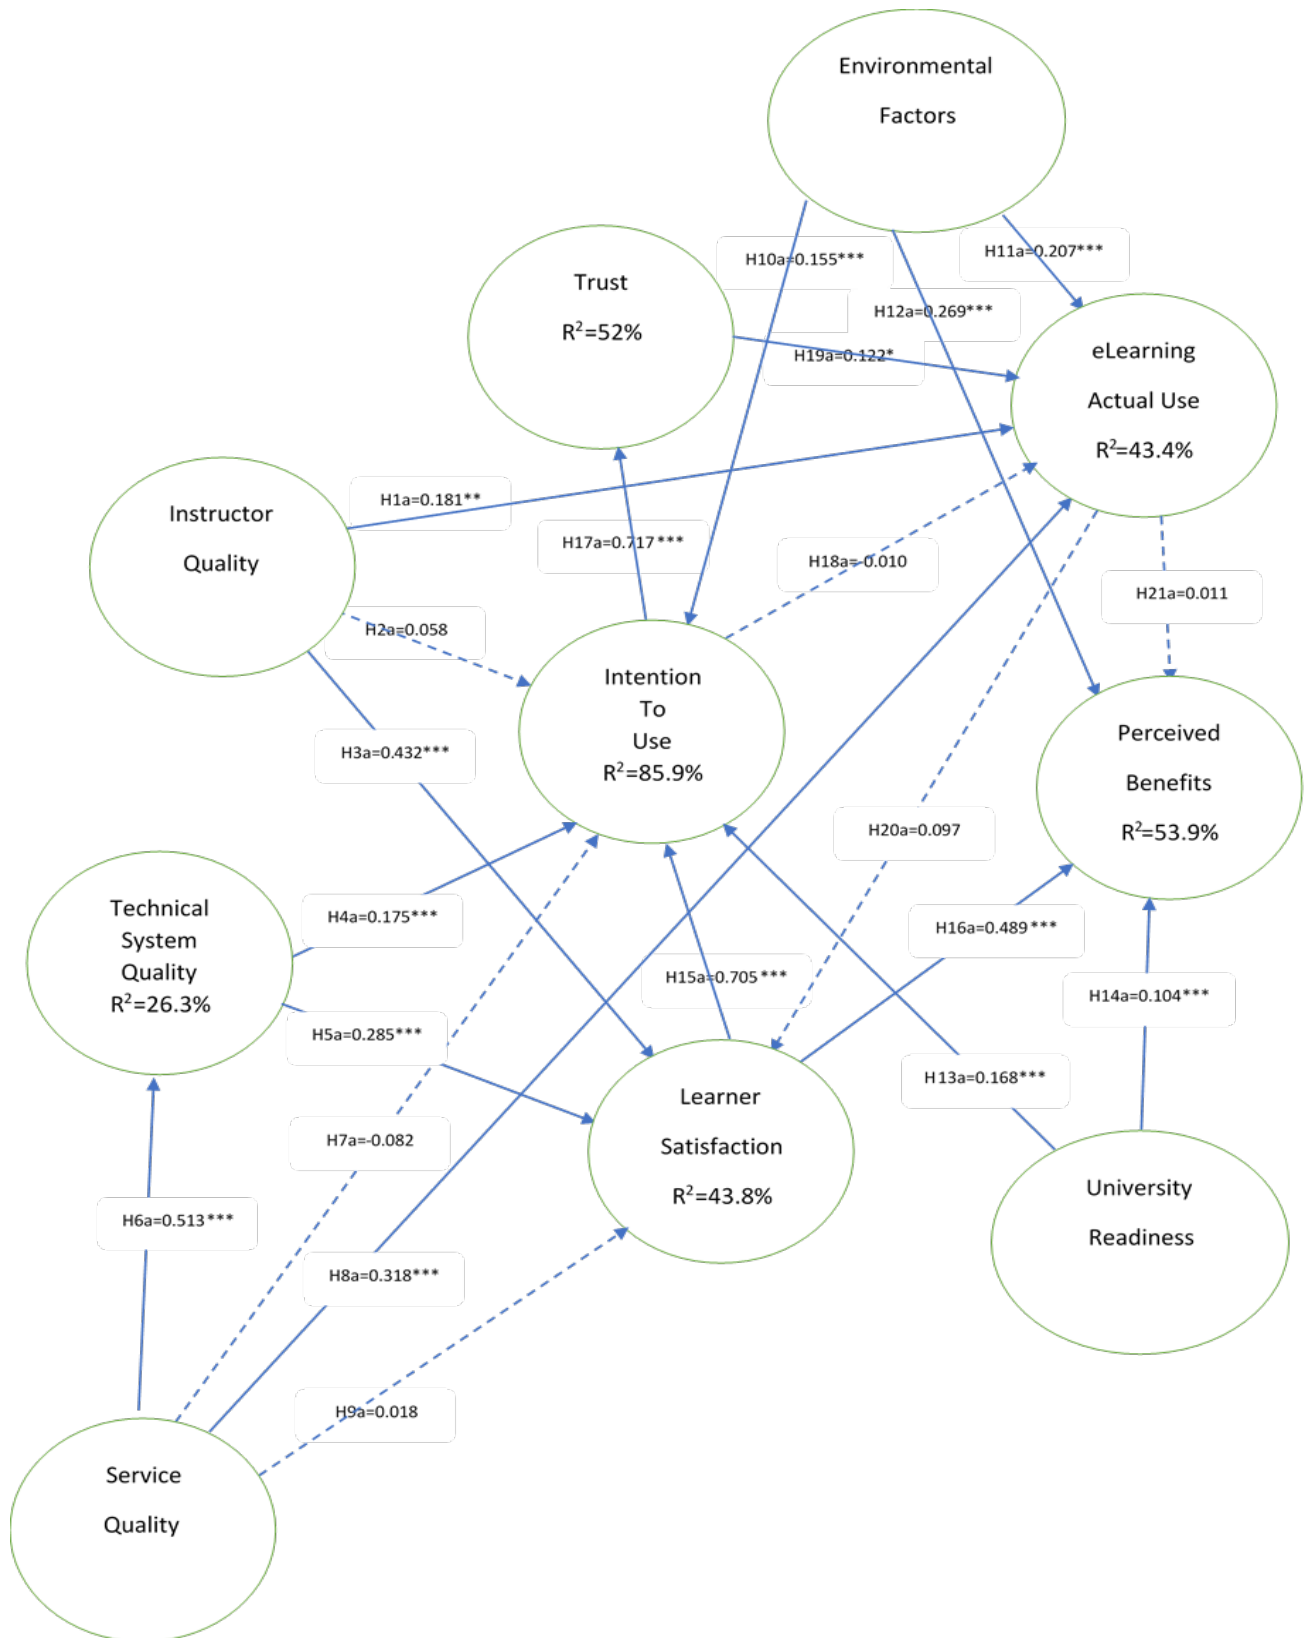 Environmental
Factors
H10a=0.155***
H11a=0.207***
Trust
R²=52%
H12a=0.269***
H19a=0.122*
eLearning
Actual Use
R²=43.4%
Instructor
Quality
H1a=0.181**
H17a=0.717***
H18a=-0.010
H21a=0.011
H2a=0.058
Intention
To
Use
R²=85.9%
H3a=0.432***
Perceived
Benefits
R²=53.9%
H20a=0.097
Technical
System
Quality
R²=26.3%
H4a=0.175***
H16a=0.489***
H15a=0.705***
H14a=0.104***
H5a=0.285***
H13a=0.168***
Learner
Satisfaction
R²=43.8%
H7a=-0.082
H6a=0.513***
University
Readiness
H8a=0.318***
H9a=0.018
Service
Quality